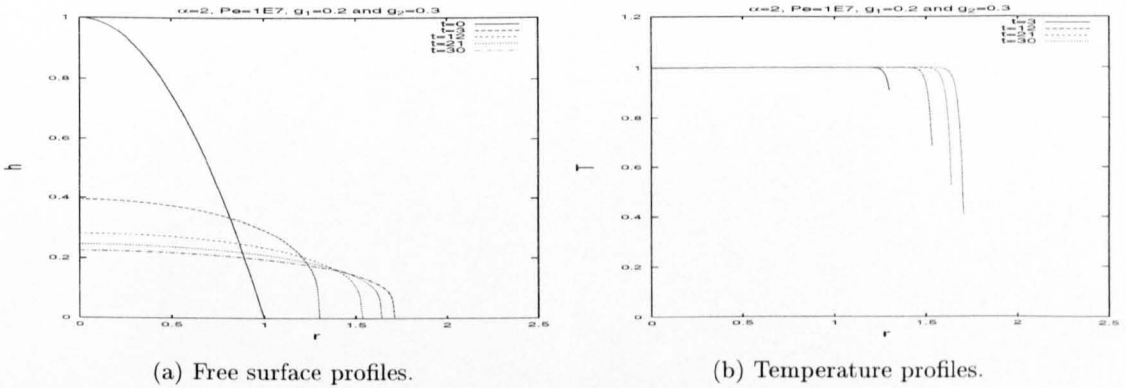 α=2, Pe=1E7, g₁=0.2 and g₂=0.3
t=0
t=3
t=12
t=21
t=30
1
0.8
0.6
h
0.4
0.2
0
0 0.5 1 1.5 2 2.5
r
(a) Free surface profiles.
α=2, Pe=1E7, g₁=0.2 and g₂=0.3
t=3
t=12
t=21
t=30
1.2
1
0.8
T
0.6
0.4
0.2
0
0 0.5 1 1.5 2 2.5
r
(b) Temperature profiles.